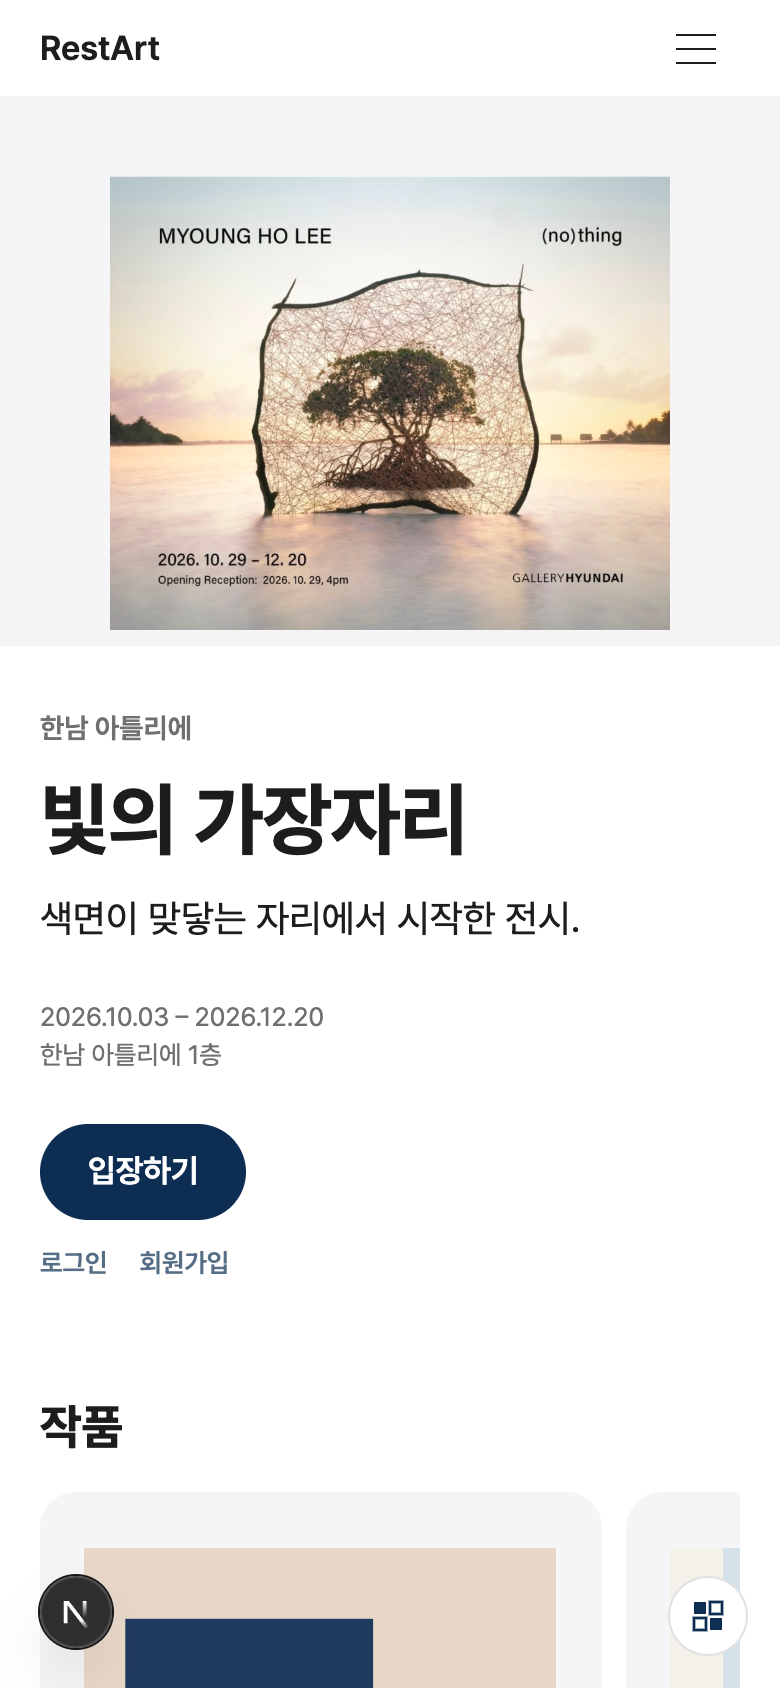 RestArt
MYOUNG HO LEE
(no)thing
2026. 10. 29 – 12. 20
Opening Reception: 2026. 10. 29, 4pm
GALLERYHYUNDAI
한남 아틀리에
빛의 가장자리
색면이 맞닿는 자리에서 시작한 전시.
2026.10.03 – 2026.12.20
한남 아틀리에 1층
입장하기
로그인 회원가입
작품
N